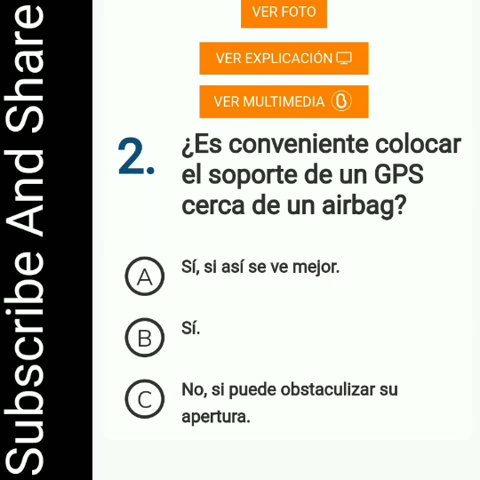 Subscribe And Share
VER FOTO
VER EXPLICACIÓN
VER MULTIMEDIA
2. ¿Es conveniente colocar
el soporte de un GPS
cerca de un airbag?
A Sí, si así se ve mejor.
B Sí.
C No, si puede obstaculizar su
apertura.